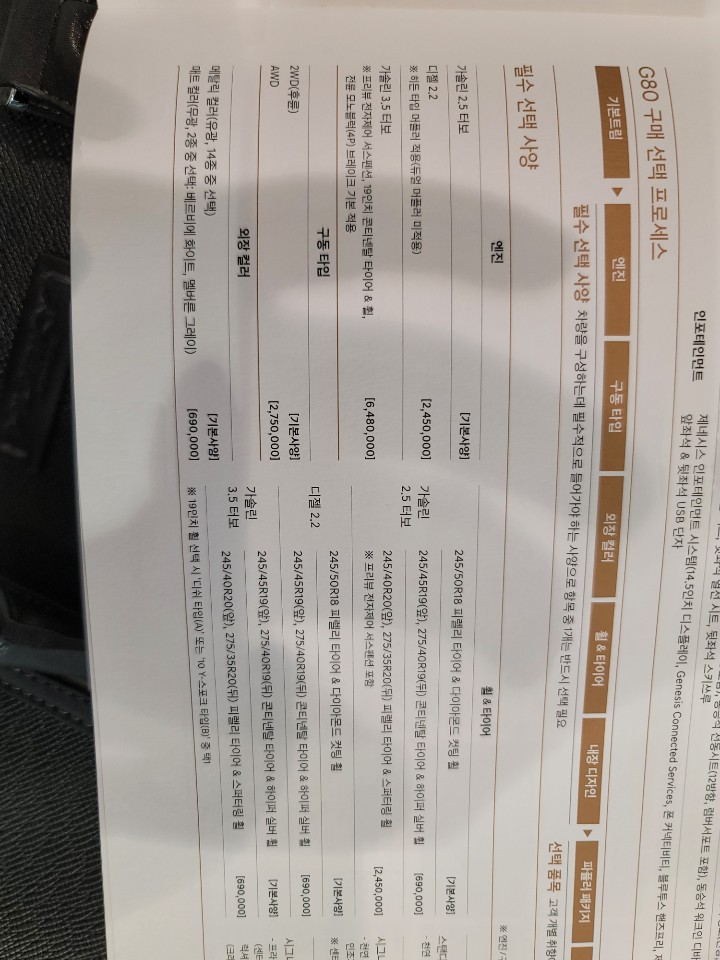 인포테인먼트
제네시스 인포테인먼트 시스템(14.5인치 디스플레이, Genesis Connected Services, 폰 커넥티비티, 블루투스 핸즈프리,
앞좌석 & 뒷좌석 USB 단자
G80 구매 선택 프로세스
기본트림 ▶ 엔진 구동 타입 외장 컬러 휠 & 타이어 내장 디자인 ▶ 파퓰러 패키지
필수 선택 사양 차량을 구성하는데 필수적으로 들어가야 하는 사양으로 항목 중 1개는 반드시 선택 필요
선택 품목 고객 개별 취향
필수 선택 사양
엔진
가솔린 2.5 터보 [기본사양]
디젤 2.2 [2,450,000]
※ 히든 타입 머플러 적용(듀얼 머플러 미적용)
가솔린 3.5 터보 [6,480,000]
※ 프리뷰 전자제어 서스펜션, 19인치 콘티넨탈 타이어 & 휠,
전륜 모노블럭(4P) 브레이크 기본 적용
구동 타입
2WD(후륜) [기본사양]
AWD [2,750,000]
외장 컬러
메탈릭 컬러(유광, 14종 중 선택) [기본사양]
매트 컬러(무광, 2종 중 선택: 베르비에 화이트, 멜버른 그레이) [690,000]
휠 & 타이어
가솔린
2.5 터보
245/50R18 피렐리 타이어 & 다이아몬드 컷팅 휠 [기본사양]
245/45R19(앞), 275/40R19(뒤) 콘티넨탈 타이어 & 하이퍼 실버 휠 [690,000]
245/40R20(앞), 275/35R20(뒤) 피렐리 타이어 & 스퍼터링 휠 [2,450,000]
※ 프리뷰 전자제어 서스펜션 포함
디젤 2.2
245/50R18 피렐리 타이어 & 다이아몬드 컷팅 휠 [기본사양]
245/45R19(앞), 275/40R19(뒤) 콘티넨탈 타이어 & 하이퍼 실버 휠 [690,000]
가솔린
3.5 터보
245/45R19(앞), 275/40R19(뒤) 콘티넨탈 타이어 & 하이퍼 실버 휠 [기본사양]
245/40R20(앞), 275/35R20(뒤) 피렐리 타이어 & 스퍼터링 휠 [690,000]
※ 19인치 휠 선택 시 '디쉬 타입(A)' 또는 '10 Y-스포크 타입(B)' 중 택1
※ 엔진 /
- 천연
시그니
- 천연